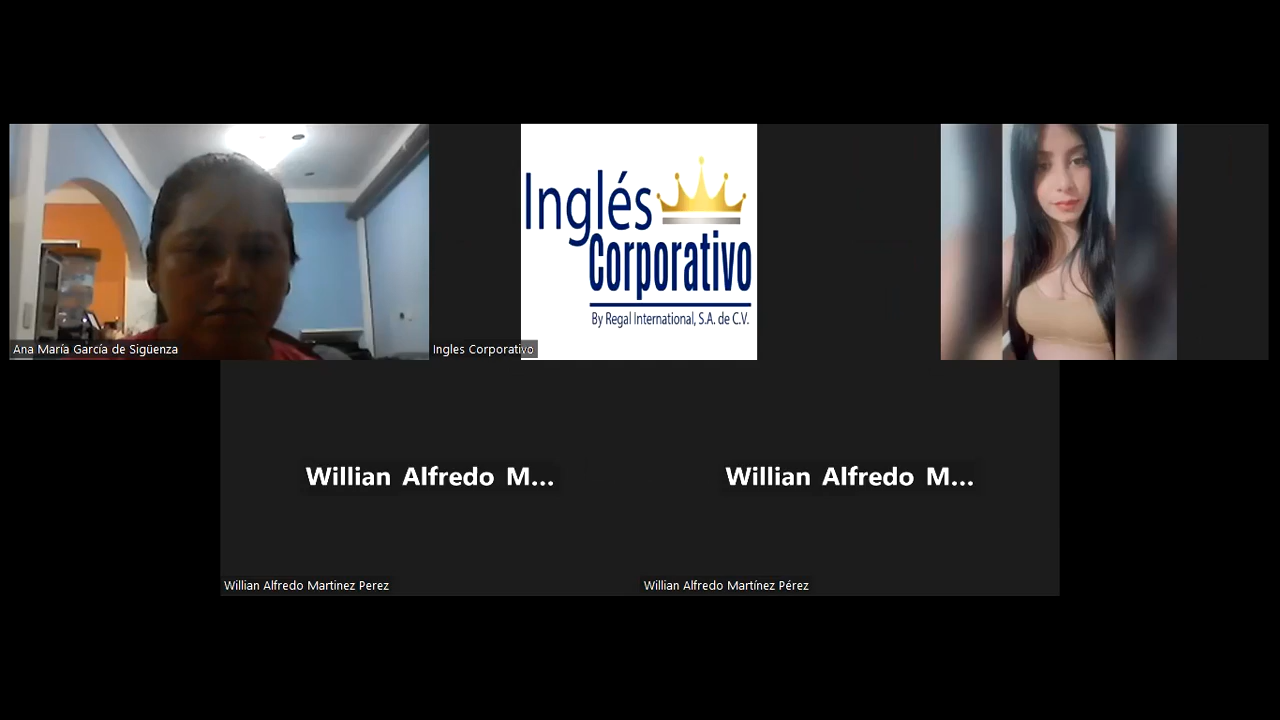 Inglés
Corporativo
By Regal International, S.A. de C.V.
Ana María García de Sigüenza
Ingles Corporativo
Willian Alfredo M...
Willian Alfredo M...
Willian Alfredo Martinez Perez
Willian Alfredo Martínez Pérez